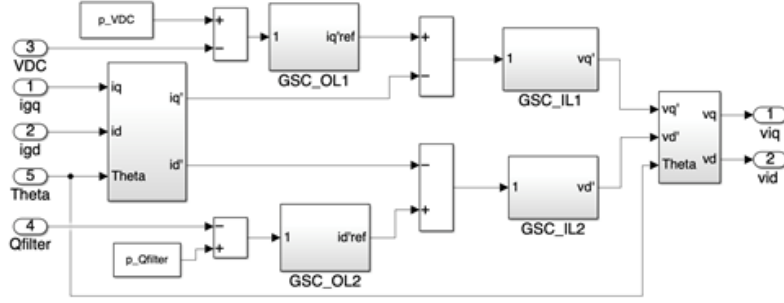 p_VDC
+
−
3
VDC
1
iq'ref
GSC_OL1
+
−
1
vq'
GSC_IL1
1
igq
iq
iq'
2
igd
id
id'
5
Theta
Theta
vq'
vq
1
viq
vd'
vd
2
vid
Theta
−
+
1
vd'
GSC_IL2
4
Qfilter
−
+
p_Qfilter
1
id'ref
GSC_OL2